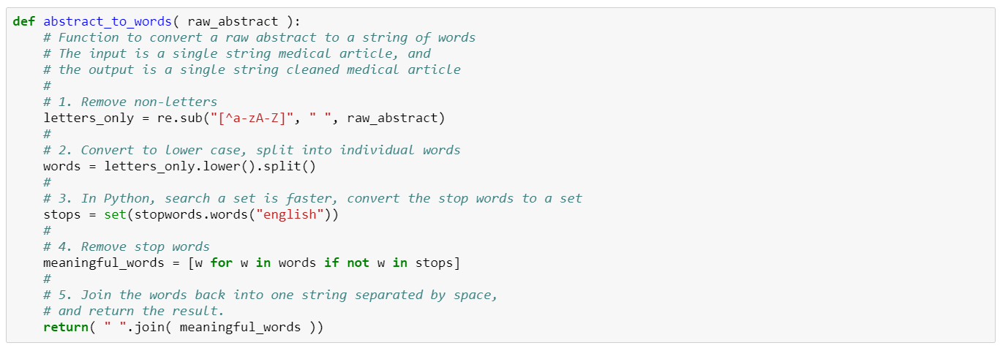 def abstract_to_words( raw_abstract ):
    # Function to convert a raw abstract to a string of words
    # The input is a single string medical article, and
    # the output is a single string cleaned medical article
    #
    # 1. Remove non-letters
    letters_only = re.sub("[^a-zA-Z]", " ", raw_abstract)
    #
    # 2. Convert to lower case, split into individual words
    words = letters_only.lower().split()
    #
    # 3. In Python, search a set is faster, convert the stop words to a set
    stops = set(stopwords.words("english"))
    #
    # 4. Remove stop words
    meaningful_words = [w for w in words if not w in stops]
    #
    # 5. Join the words back into one string separated by space,
    # and return the result.
    return( " ".join( meaningful_words ))